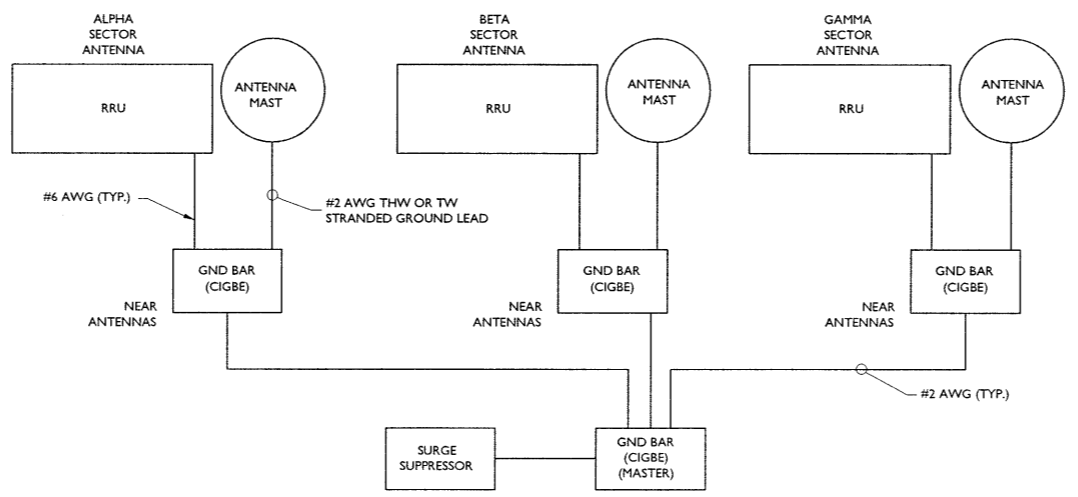 ALPHA
SECTOR
ANTENNA
BETA
SECTOR
ANTENNA
GAMMA
SECTOR
ANTENNA
RRU
ANTENNA
MAST
RRU
ANTENNA
MAST
RRU
ANTENNA
MAST
#6 AWG (TYP.)
#2 AWG THW OR TW
STRANDED GROUND LEAD
GND BAR
(CIGBE)
GND BAR
(CIGBE)
GND BAR
(CIGBE)
NEAR
ANTENNAS
NEAR
ANTENNAS
NEAR
ANTENNAS
#2 AWG (TYP.)
SURGE
SUPPRESSOR
GND BAR
(CIGBE)
(MASTER)